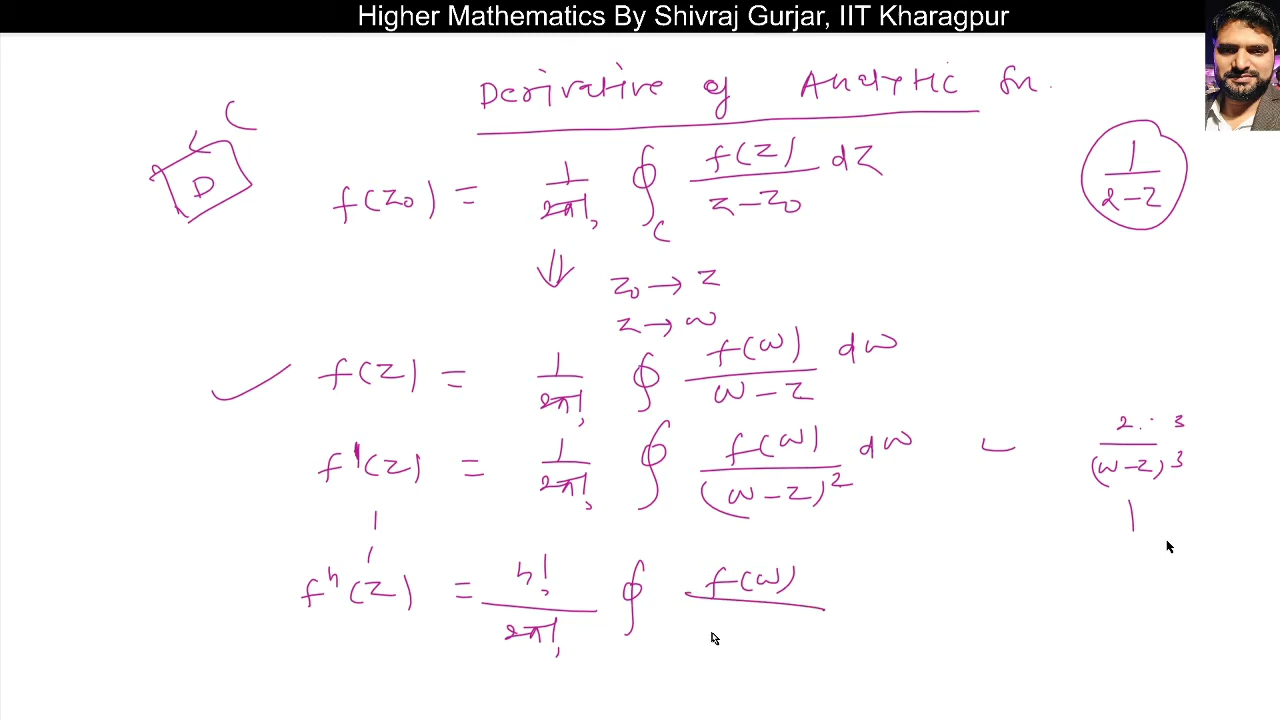 Higher Mathematics By Shivraj Gurjar, IIT Kharagpur
Derivative of Analytic fn.
C
D
f(z₀) = 1/2πi ∮_C f(z)/(z−z₀) dz
1/(2−z)
⇓ z₀ → z
z → w
✓ f(z) = 1/2πi ∮ f(w)/(w−z) dw
f'(z) = 1/2πi ∮ f(w)/(w−z)² dw
2·3/(w−z)³
fⁿ(z) = n!/2πi ∮ f(w)